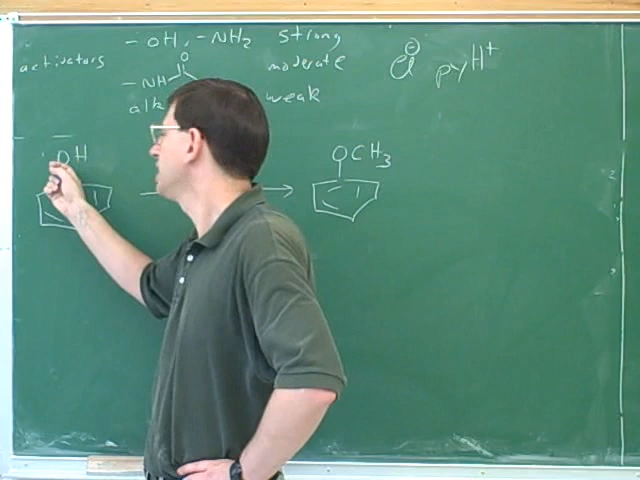 -OH, -NH₂ strong
activators
O
-NH moderate
alk weak
Cl⊖ pyH⁺
OH
OCH₃